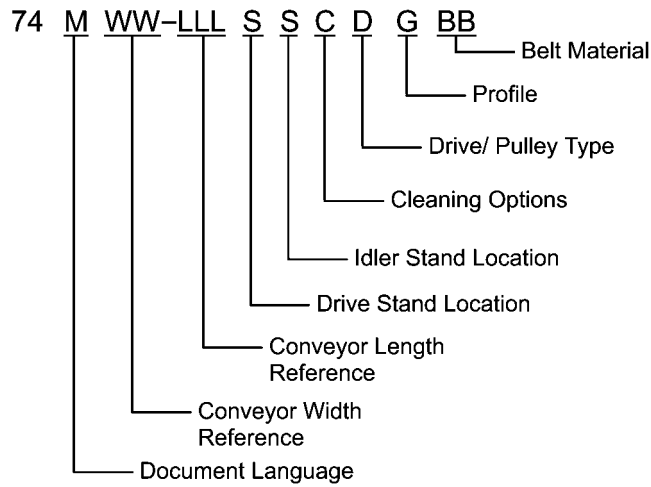 74 M WW–LLL S S C D G BB
Belt Material
Profile
Drive/ Pulley Type
Cleaning Options
Idler Stand Location
Drive Stand Location
Conveyor Length
Reference
Conveyor Width
Reference
Document Language